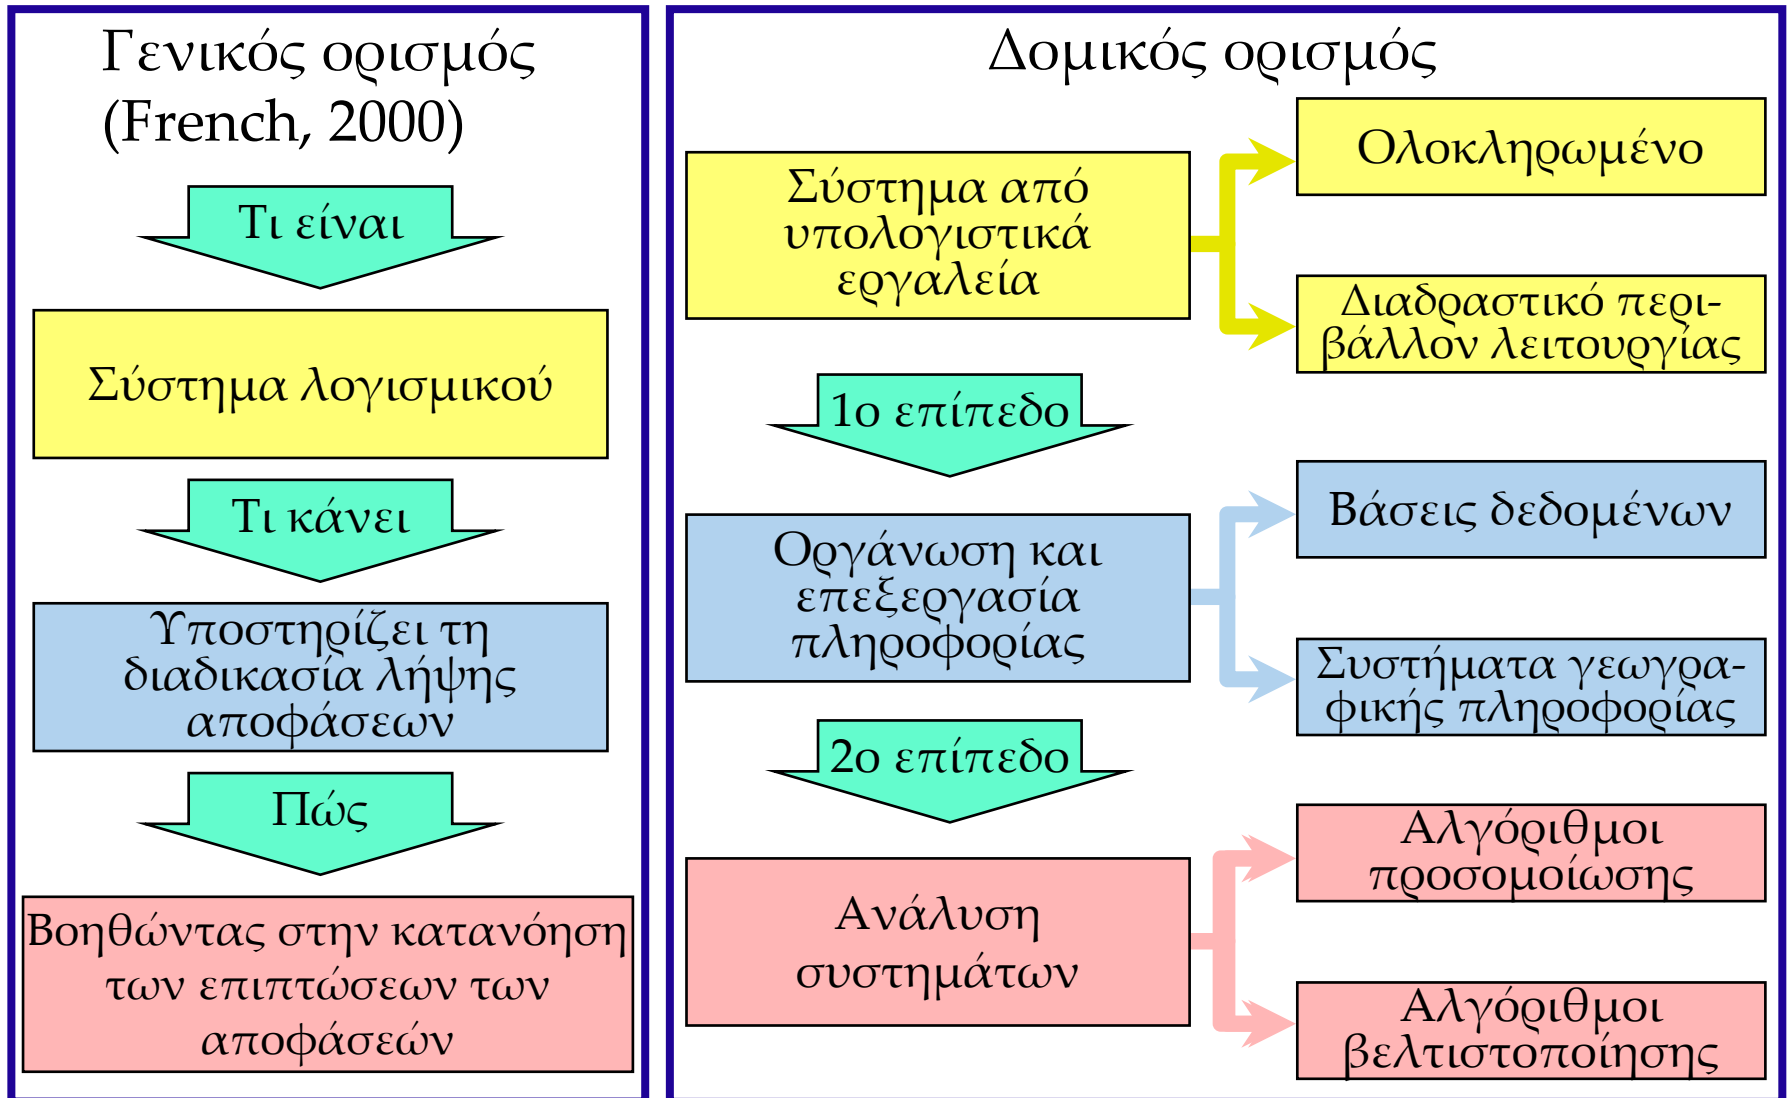 Γενικός ορισμός
(French, 2000)
Τι είναι
Σύστημα λογισμικού
Τι κάνει
Υποστηρίζει τη
διαδικασία λήψης
αποφάσεων
Πώς
Βοηθώντας στην κατανόηση
των επιπτώσεων των
αποφάσεών
Δομικός ορισμός
Σύστημα από
υπολογιστικά
εργαλεία
Ολοκληρωμένο
Διαδραστικό περι-
βάλλον λειτουργίας
1ο επίπεδο
Οργάνωση και
επεξεργασία
πληροφορίας
Βάσεις δεδομένων
Συστήματα γεωγρα-
φικής πληροφορίας
2ο επίπεδο
Ανάλυση
συστημάτων
Αλγόριθμοι
προσομοίωσης
Αλγόριθμοι
βελτιστοποίησης